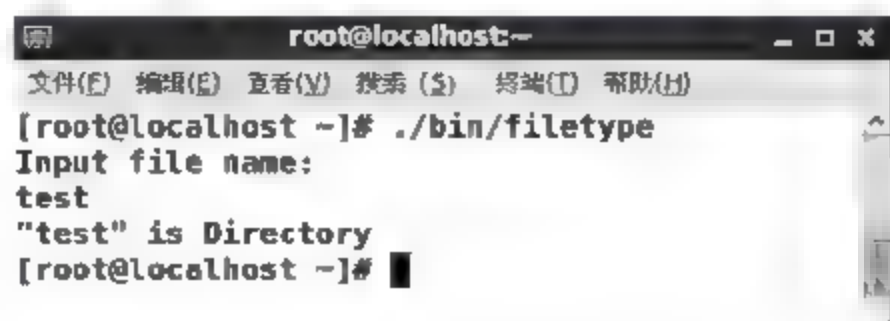 root@localhost:~
文件(F) 编辑(E) 查看(V) 搜索 (S) 终端(T) 帮助(H)
[root@localhost ~]# ./bin/filetype
Input file name:
test
"test" is Directory
[root@localhost ~]#